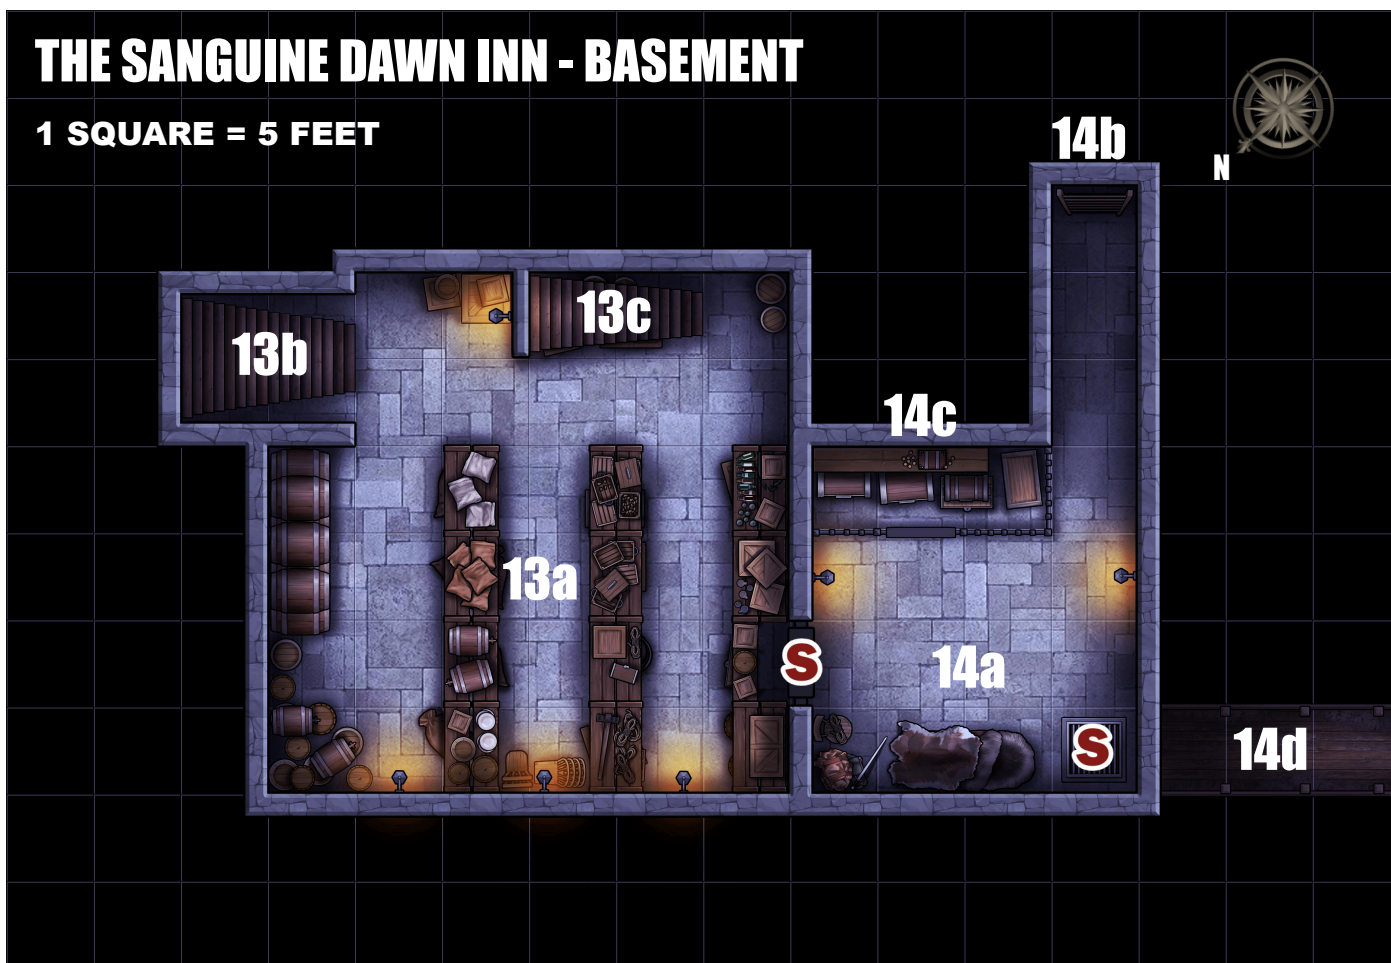 THE SANGUINE DAWN INN - BASEMENT
1 SQUARE = 5 FEET
14b
N
13c
13b
14c
13a
S
14a
S
14d